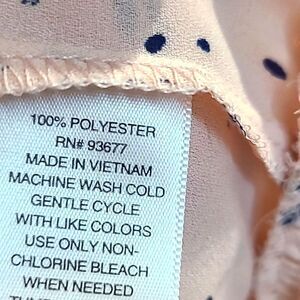 100% POLYESTER
RN# 93677
MADE IN VIETNAM
MACHINE WASH COLD
GENTLE CYCLE
WITH LIKE COLORS
USE ONLY NON-
CHLORINE BLEACH
WHEN NEEDED